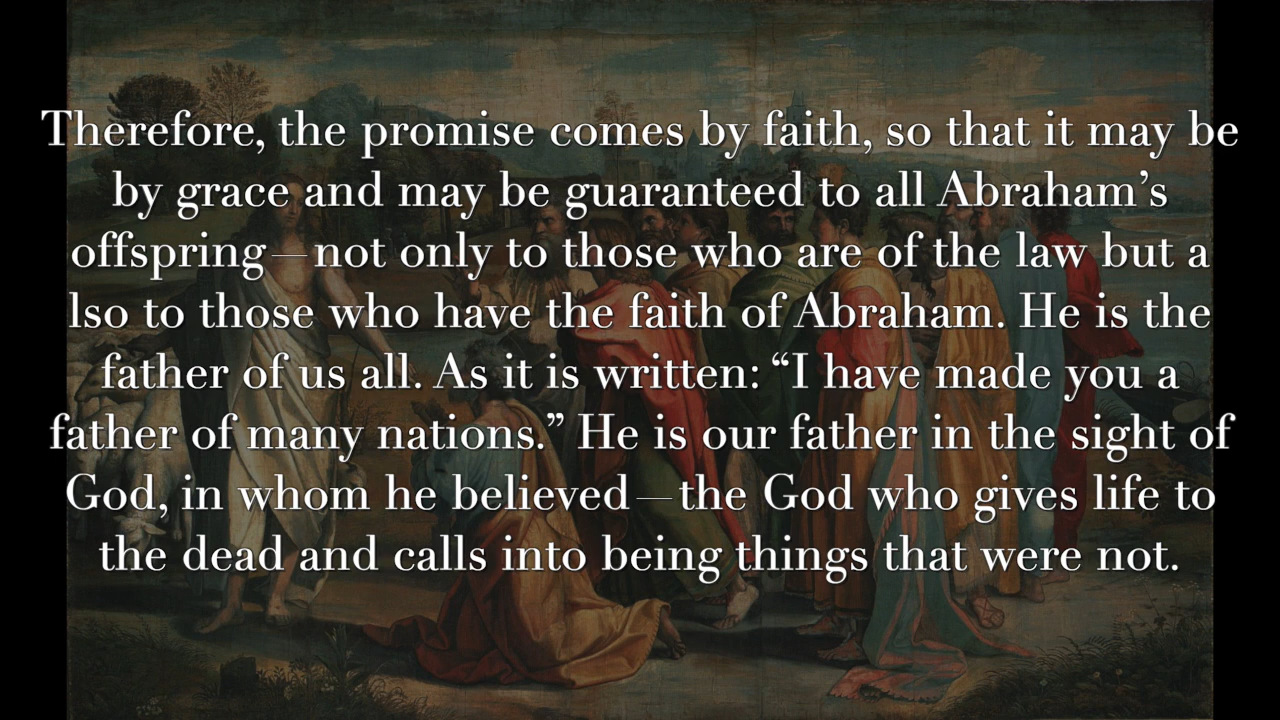 Therefore, the promise comes by faith, so that it may be
by grace and may be guaranteed to all Abraham’s
offspring—not only to those who are of the law but a
lso to those who have the faith of Abraham. He is the
father of us all. As it is written: “I have made you a
father of many nations.” He is our father in the sight of
God, in whom he believed—the God who gives life to
the dead and calls into being things that were not.